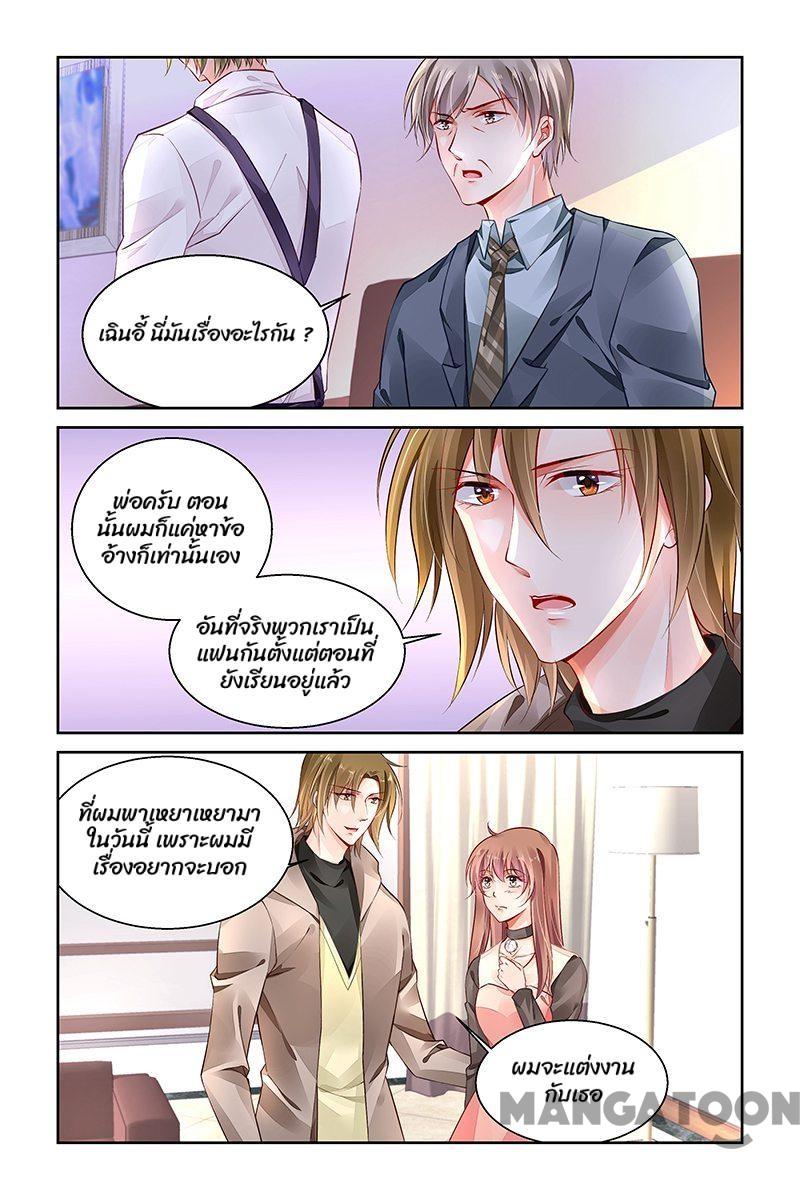 เฉินอี้ นี่มันเรื่องอะไรกัน ?
พ่อครับ ตอน
นั้นผมก็แค่หาข้อ
อ้างก็เท่านั้นเอง
อันที่จริงพวกเราเป็น
แฟนกันตั้งแต่ตอนที่
ยังเรียนอยู่แล้ว
ที่ผมพาเหยาเหยามา
ในวันนี้ เพราะผมมี
เรื่องอยากจะบอก
ผมจะแต่งงาน
กับเธอ
MANGATOON